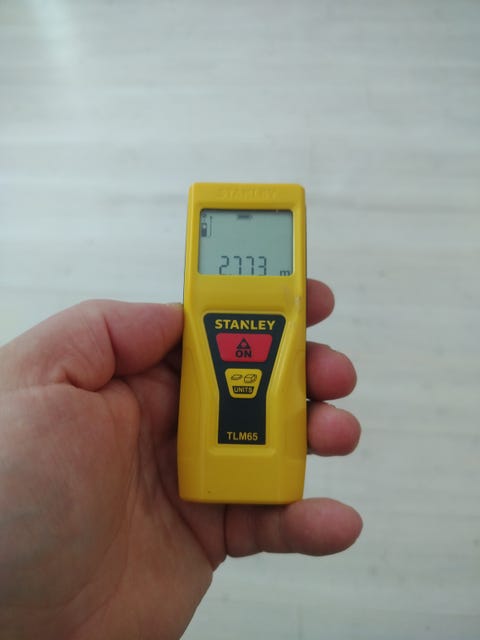 STANLEY
2.773 m
STANLEY
ON
UNITS
TLM65